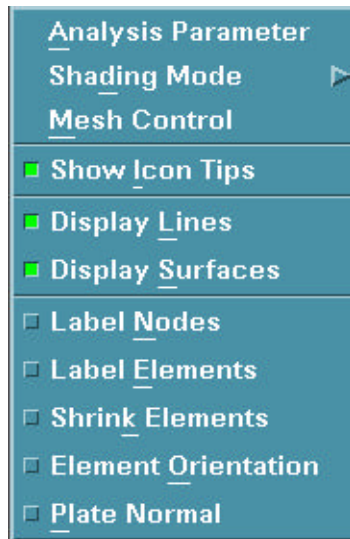 Analysis Parameter
Shading Mode
Mesh Control
Show Icon Tips
Display Lines
Display Surfaces
Label Nodes
Label Elements
Shrink Elements
Element Orientation
Plate Normal